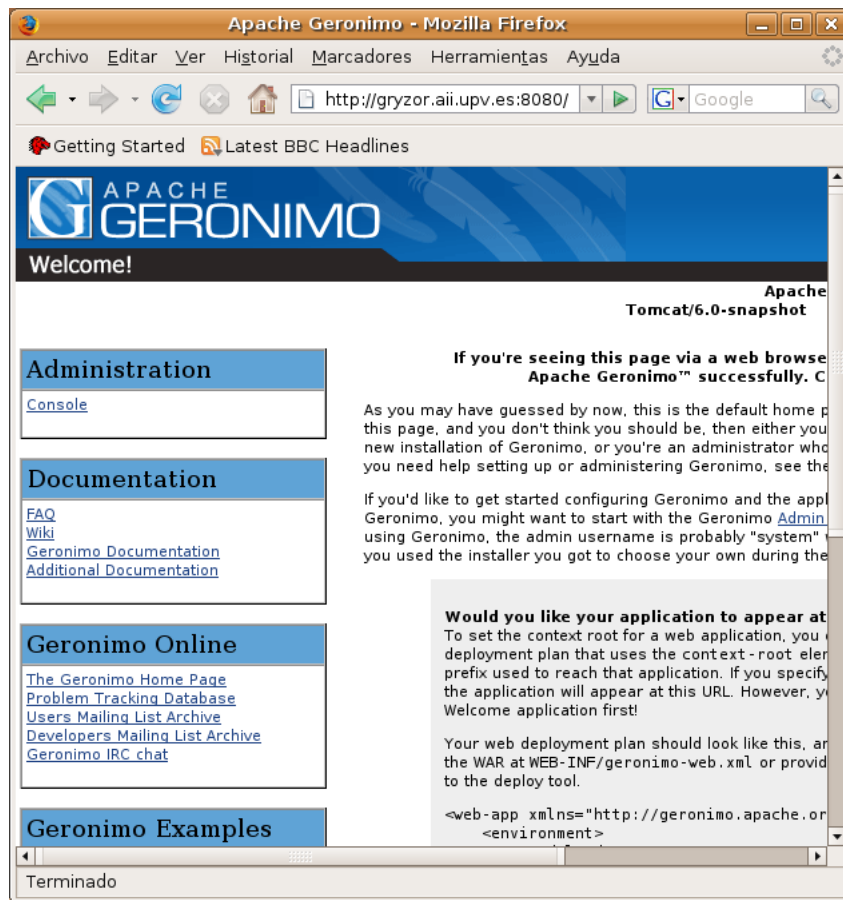 Apache Geronimo - Mozilla Firefox
Archivo Editar Ver Historial Marcadores Herramientas Ayuda
http://gryzor.aii.upv.es:8080/ G Google
Getting Started Latest BBC Headlines
APACHE
GERONIMO
Welcome!
Apache
Tomcat/6.0-snapshot
Administration
Console
Documentation
FAQ
Wiki
Geronimo Documentation
Additional Documentation
Geronimo Online
The Geronimo Home Page
Problem Tracking Database
Users Mailing List Archive
Developers Mailing List Archive
Geronimo IRC chat
Geronimo Examples
If you're seeing this page via a web browse
Apache Geronimo™ successfully. C
As you may have guessed by now, this is the default home p
this page, and you don't think you should be, then either you
new installation of Geronimo, or you're an administrator who
you need help setting up or administering Geronimo, see the
If you'd like to get started configuring Geronimo and the appl
Geronimo, you might want to start with the Geronimo Admin
using Geronimo, the admin username is probably "system"
you used the installer you got to choose your own during the
Would you like your application to appear at
To set the context root for a web application, you
deployment plan that uses the context-root eler
prefix used to reach that application. If you specify
the application will appear at this URL. However, y
Welcome application first!
Your web deployment plan should look like this, ar
the WAR at WEB-INF/geronimo-web.xml or provid
to the deploy tool.
<web-app xmlns="http://geronimo.apache.or
<environment>
Terminado